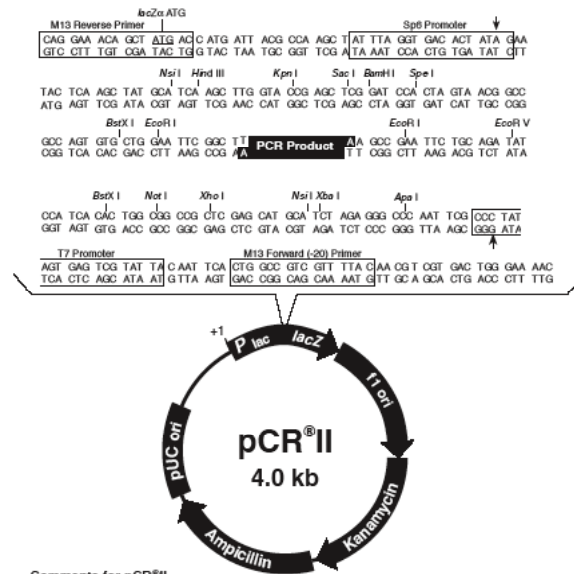 lacZα ATG
M13 Reverse Primer
Sp6 Promoter
CAG GAA ACA GCT ATG AC C ATG ATT ACG CCA AGC T AT TTA GGT GAC ACT ATA G AA
GTC CTT TGT CGA TAC TG G TAC TAA TGC GGT TCG A TA AAT CCA CTG TGA TAT C TT
Nsi I Hind III Kpn I Sac I BamH I Spe I
TAC TCA AGC TAT GCA TCA AGC TTG GTA CCG AGC TCG GAT CCA CTA GTA ACG GCC
ATG AGT TCG ATA CGT AGT TCG AAC CAT GGC TCG AGC CTA GGT GAT CAT TGC CGG
BstX I EcoR I EcoR I EcoR V
GCC AGT GTG CTG GAA TTC GGC TT PCR Product A AGC CGA ATT CTG CAG ATAT
CGG TCA CAC GAC CTT AAG CCG A A TT CGG CTT AAG ACG TCT ATA
BstX I Not I Xho I Nsi I Xba I Apa I
CCA TCA CAC TGG CGG CCG CTC GAG CAT GCA TCT AGA GGG CCC AAT TCG CCC TAT
GGT AGT GTG ACC GCC GGC GAG CTC GTA CGT AGA TCT CCC GGG TTA AGC GGG ATA
T7 Promoter
M13 Forward (-20) Primer
AGT GAG TCG TAT TA C AAT TCA CTG GCC GTC GTT TTA C AA CGT CGT GAC TGG GAA AAC
TCA CTC AGC ATA AT G TTA AGT GAC CGG CAG CAA AAT G TT GCA GCA CTG ACC CTT TTG
+1
P lac
lacZ
f1 ori
Kanamycin
Ampicillin
pUC ori
pCR®II
4.0 kb